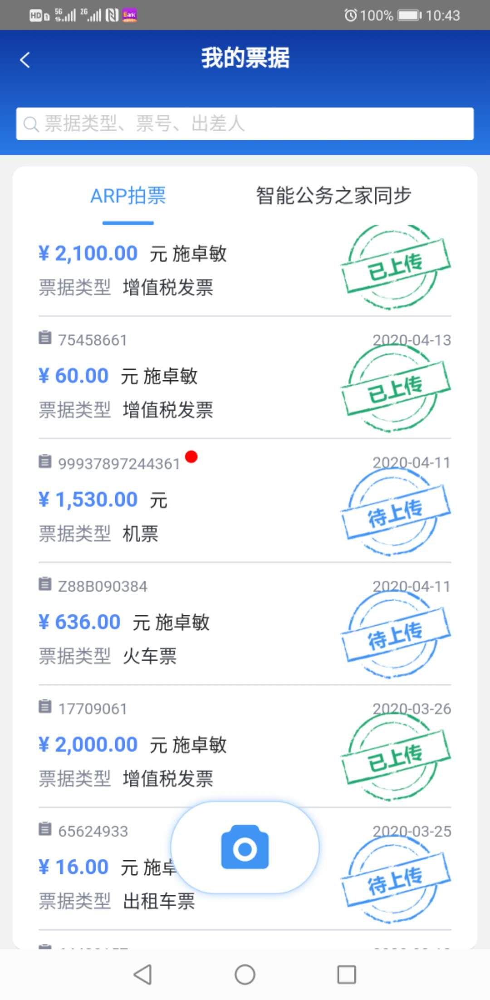 HD 5G 2G Bank 100% 10:43
我的票据
票据类型、票号、出差人
ARP拍票 智能公务之家同步
¥ 2,100.00 元 施卓敏
已上传
票据类型 增值税发票
75458661 2020-04-13
¥ 60.00 元 施卓敏
已上传
票据类型 增值税发票
99937897244361 2020-04-11
¥ 1,530.00 元
待上传
票据类型 机票
Z88B090384 2020-04-11
¥ 636.00 元 施卓敏
待上传
票据类型 火车票
17709061 2020-03-26
¥ 2,000.00 元 施卓敏
已上传
票据类型 增值税发票
65624933 2020-03-25
¥ 16.00 元 施卓
待上传
票据类型 出租车票